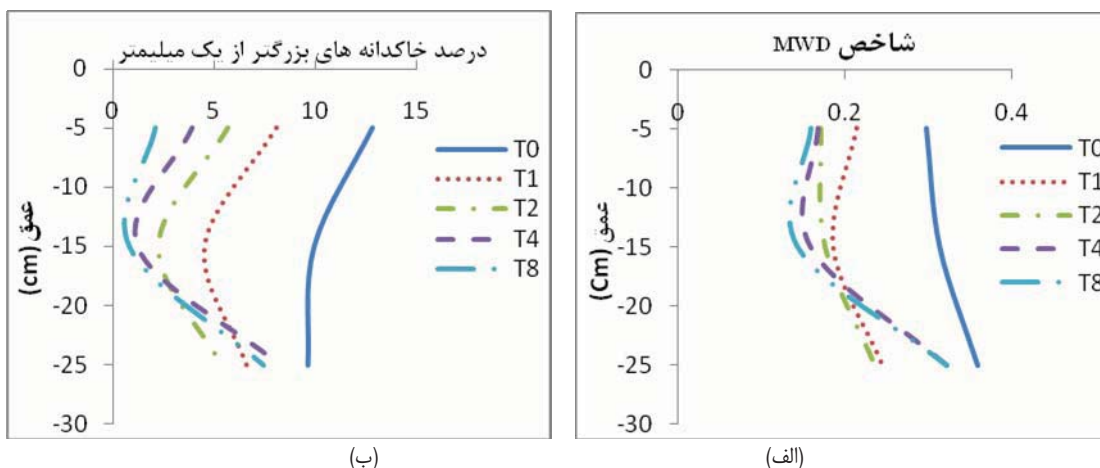 شاخص MWD
0 0.2 0.4
0
-5
-10
-15
-20
-25
-30
عمق (Cm)
T0
T1
T2
T4
T8
(الف)
درصد خاکدانه های بزرگتر از یک میلیمتر
0 5 10 15
0
-5
-10
-15
-20
-25
-30
عمق (cm)
T0
T1
T2
T4
T8
(ب)